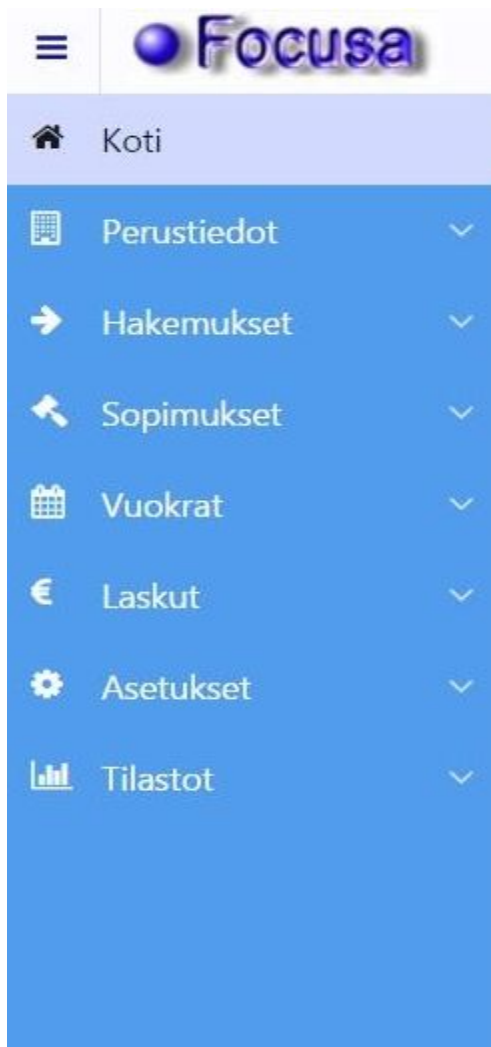 Focusa
Koti
Perustiedot
Hakemukset
Sopimukset
Vuokrat
Laskut
Asetukset
Tilastot